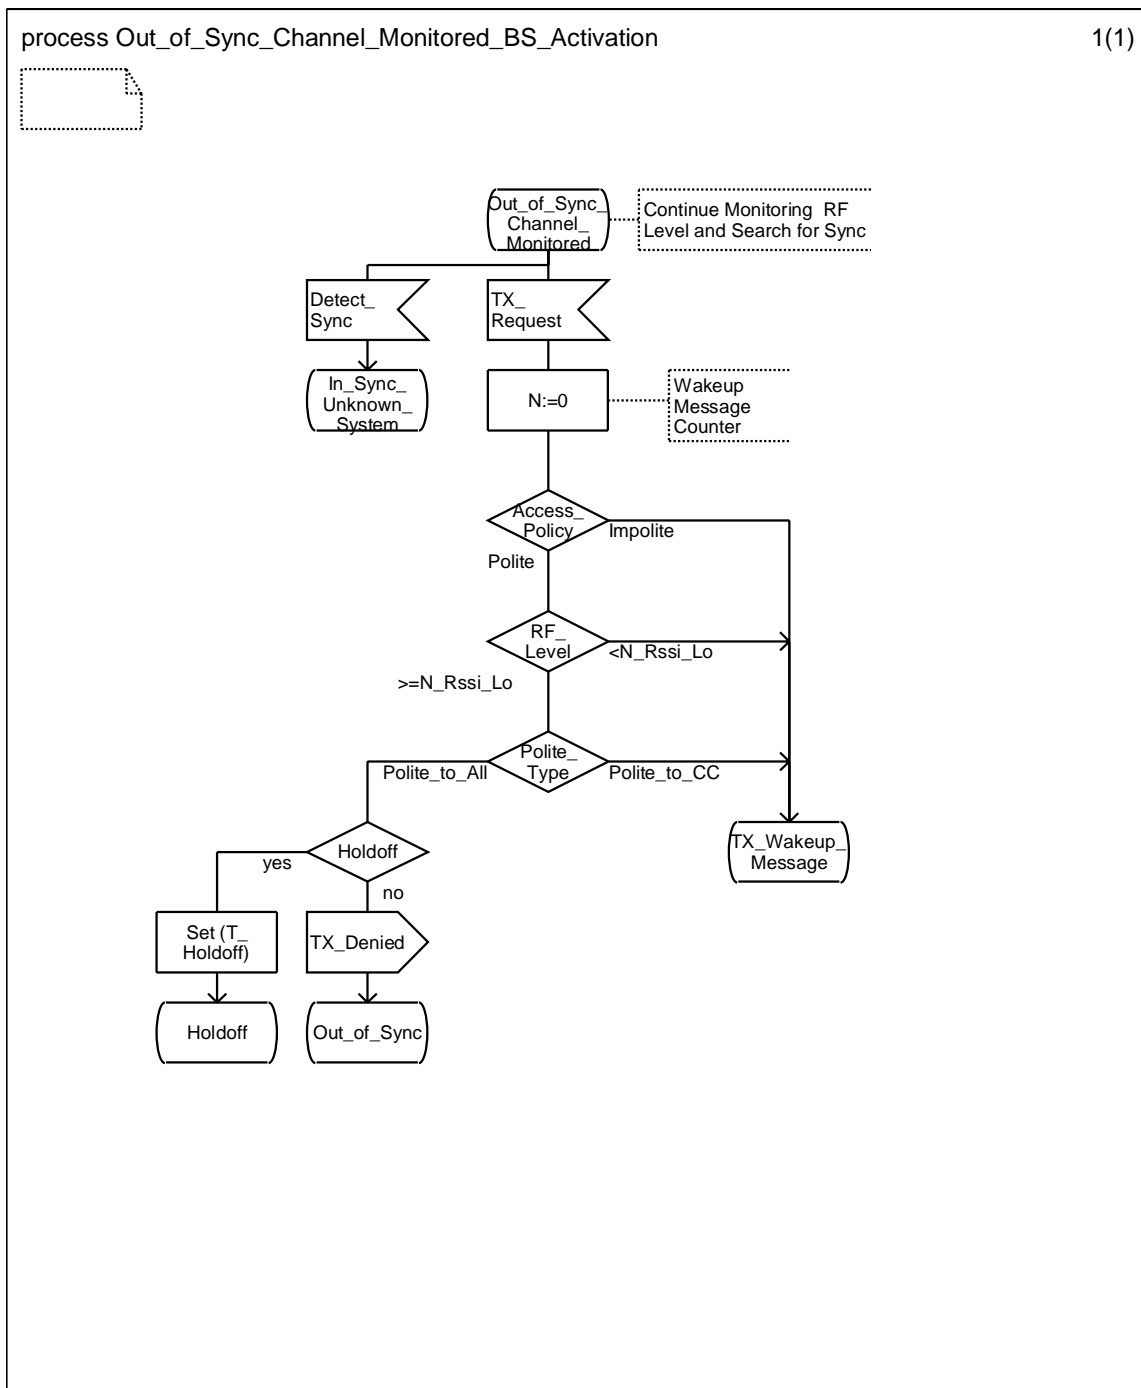 process Out_of_Sync_Channel_Monitored_BS_Activation 1(1)
Out_of_Sync_
Channel_
Monitored
Continue Monitoring RF
Level and Search for Sync
Detect_
Sync
TX_
Request
In_Sync_
Unknown_
System
N:=0
Wakeup
Message
Counter
Access_
Policy
Impolite
Polite
RF_
Level
<N_Rssi_Lo
>=N_Rssi_Lo
Polite_
Type
Polite_to_All
Polite_to_CC
Holdoff
yes
no
TX_Wakeup_
Message
Set (T_
Holdoff)
TX_Denied
Holdoff
Out_of_Sync